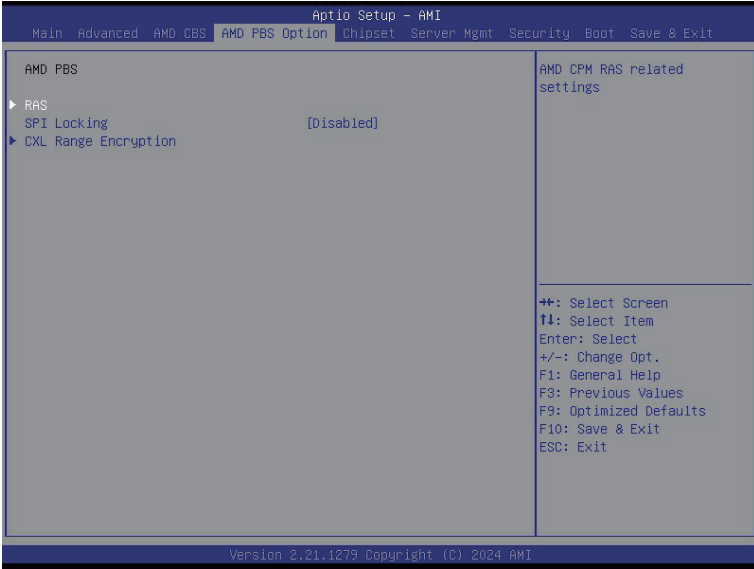 Aptio Setup - AMI
Main Advanced AMD CBS AMD PBS Option Chipset Server Mgmt Security Boot Save & Exit
AMD PBS
RAS
SPI Locking [Disabled]
CXL Range Encryption
AMD CPM RAS related
settings
→←: Select Screen
↑↓: Select Item
Enter: Select
+/-: Change Opt.
F1: General Help
F3: Previous Values
F9: Optimized Defaults
F10: Save & Exit
ESC: Exit
Version 2.21.1279 Copyright (C) 2024 AMI